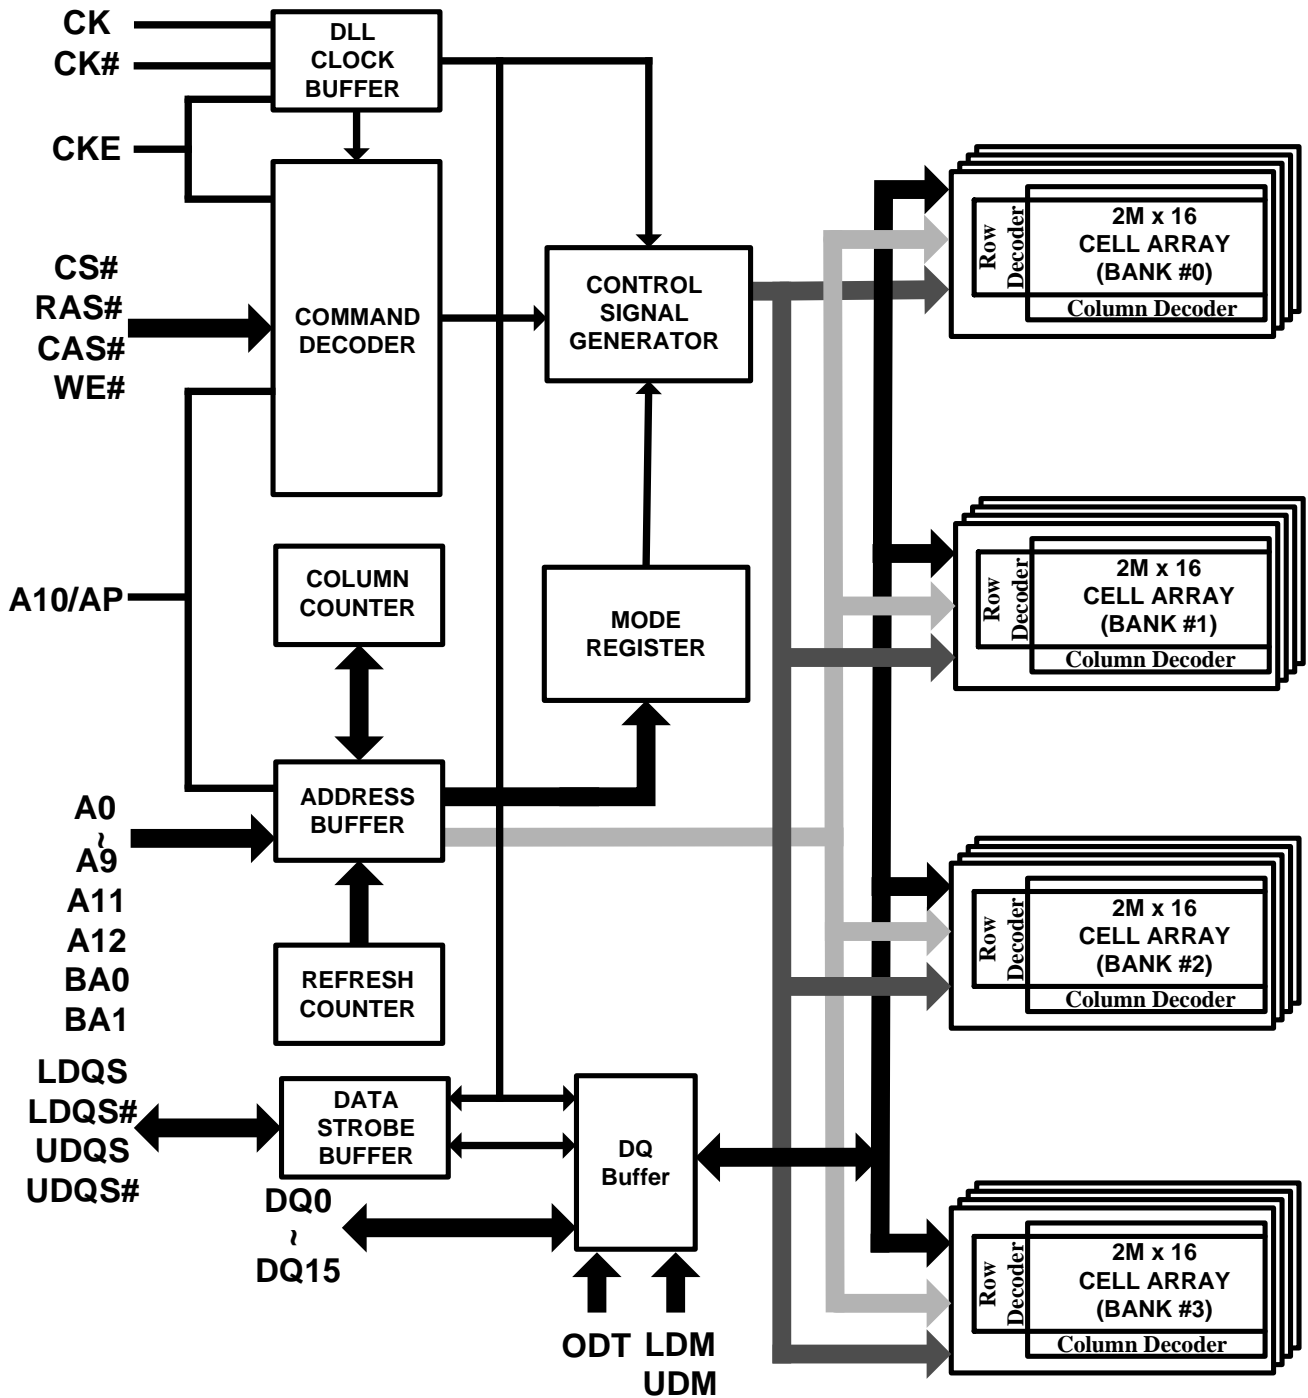 CK
CK#
CKE
CS#
RAS#
CAS#
WE#
A10/AP
A0
~
A9
A11
A12
BA0
BA1
LDQS
LDQS#
UDQS
UDQS#
DQ0
~
DQ15
DLL
CLOCK
BUFFER
COMMAND
DECODER
COLUMN
COUNTER
ADDRESS
BUFFER
REFRESH
COUNTER
DATA
STROBE
BUFFER
CONTROL
SIGNAL
GENERATOR
MODE
REGISTER
DQ
Buffer
ODT
LDM
UDM
Row
Decoder
2M x 16
CELL ARRAY
(BANK #0)
Column Decoder
Row
Decoder
2M x 16
CELL ARRAY
(BANK #1)
Column Decoder
Row
Decoder
2M x 16
CELL ARRAY
(BANK #2)
Column Decoder
Row
Decoder
2M x 16
CELL ARRAY
(BANK #3)
Column Decoder